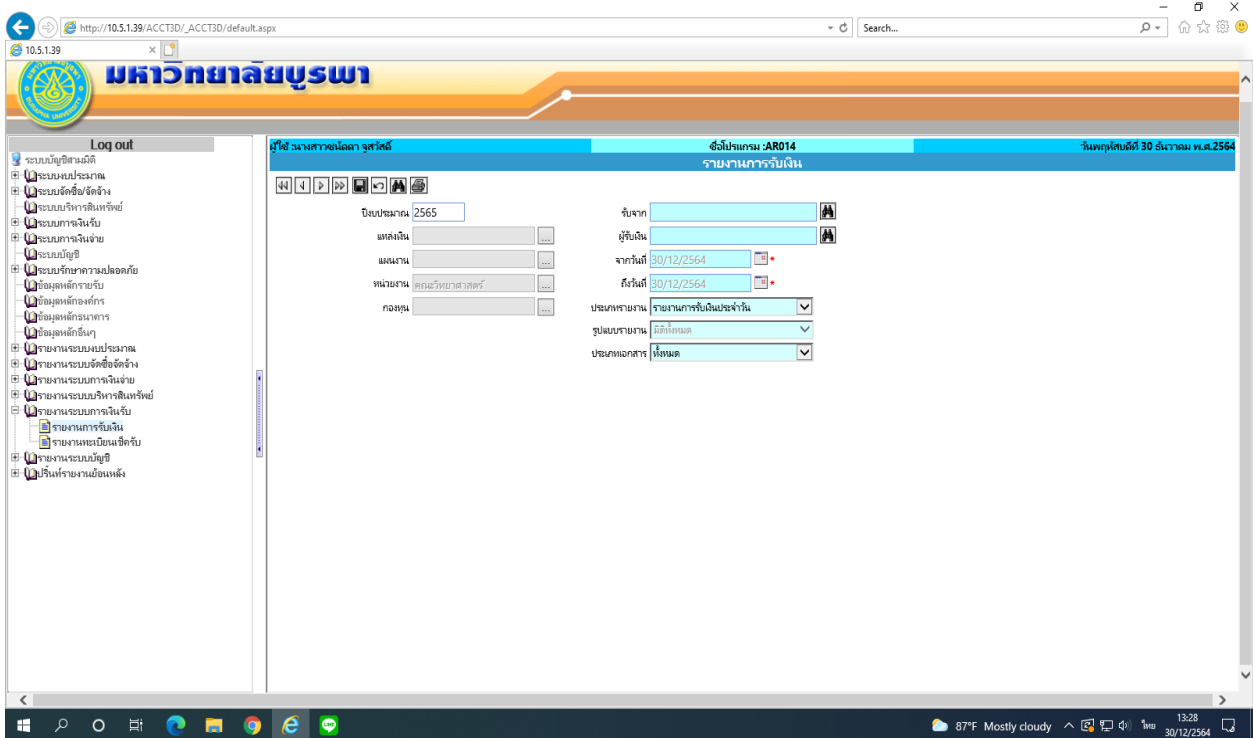 http://10.5.1.39/ACCT3D/_ACCT3D/default.aspx
Search...
10.5.1.39
มหาวิทยาลัยบูรพา
Log out
ระบบบัญชีสามมิติ
ระบบงบประมาณ
ระบบจัดซื้อ/จัดจ้าง
ระบบบริหารสินทรัพย์
ระบบการเงินรับ
ระบบการเงินจ่าย
ระบบบัญชี
ระบบรักษาความปลอดภัย
ข้อมูลหลักรายรับ
ข้อมูลหลักองค์กร
ข้อมูลหลักธนาคาร
ข้อมูลหลักอื่นๆ
รายงานระบบงบประมาณ
รายงานระบบจัดซื้อจัดจ้าง
รายงานระบบการเงินจ่าย
รายงานระบบบริหารสินทรัพย์
รายงานระบบการเงินรับ
รายงานการรับเงิน
รายงานทะเบียนเช็ครับ
รายงานระบบบัญชี
ปริ้นท์รายงานย้อนหลัง
ผู้ใช้ :นางสาวชนัดดา จูสวัสดิ์
ชื่อโปรแกรม :AR014
วันพฤหัสบดีที่ 30 ธันวาคม พ.ศ.2564
รายงานการรับเงิน
ปีงบประมาณ 2565
แหล่งเงิน ...
แผนงาน ...
หน่วยงาน คณะวิทยาศาสตร์ ...
กองทุน ...
รับจาก
ผู้รับเงิน
จากวันที่ 30/12/2564 *
ถึงวันที่ 30/12/2564 *
ประเภทรายงาน รายงานการรับเงินประจำวัน
รูปแบบรายงาน มิติทั้งหมด
ประเภทเอกสาร ทั้งหมด
87°F Mostly cloudy
ไทย
13:28
30/12/2564